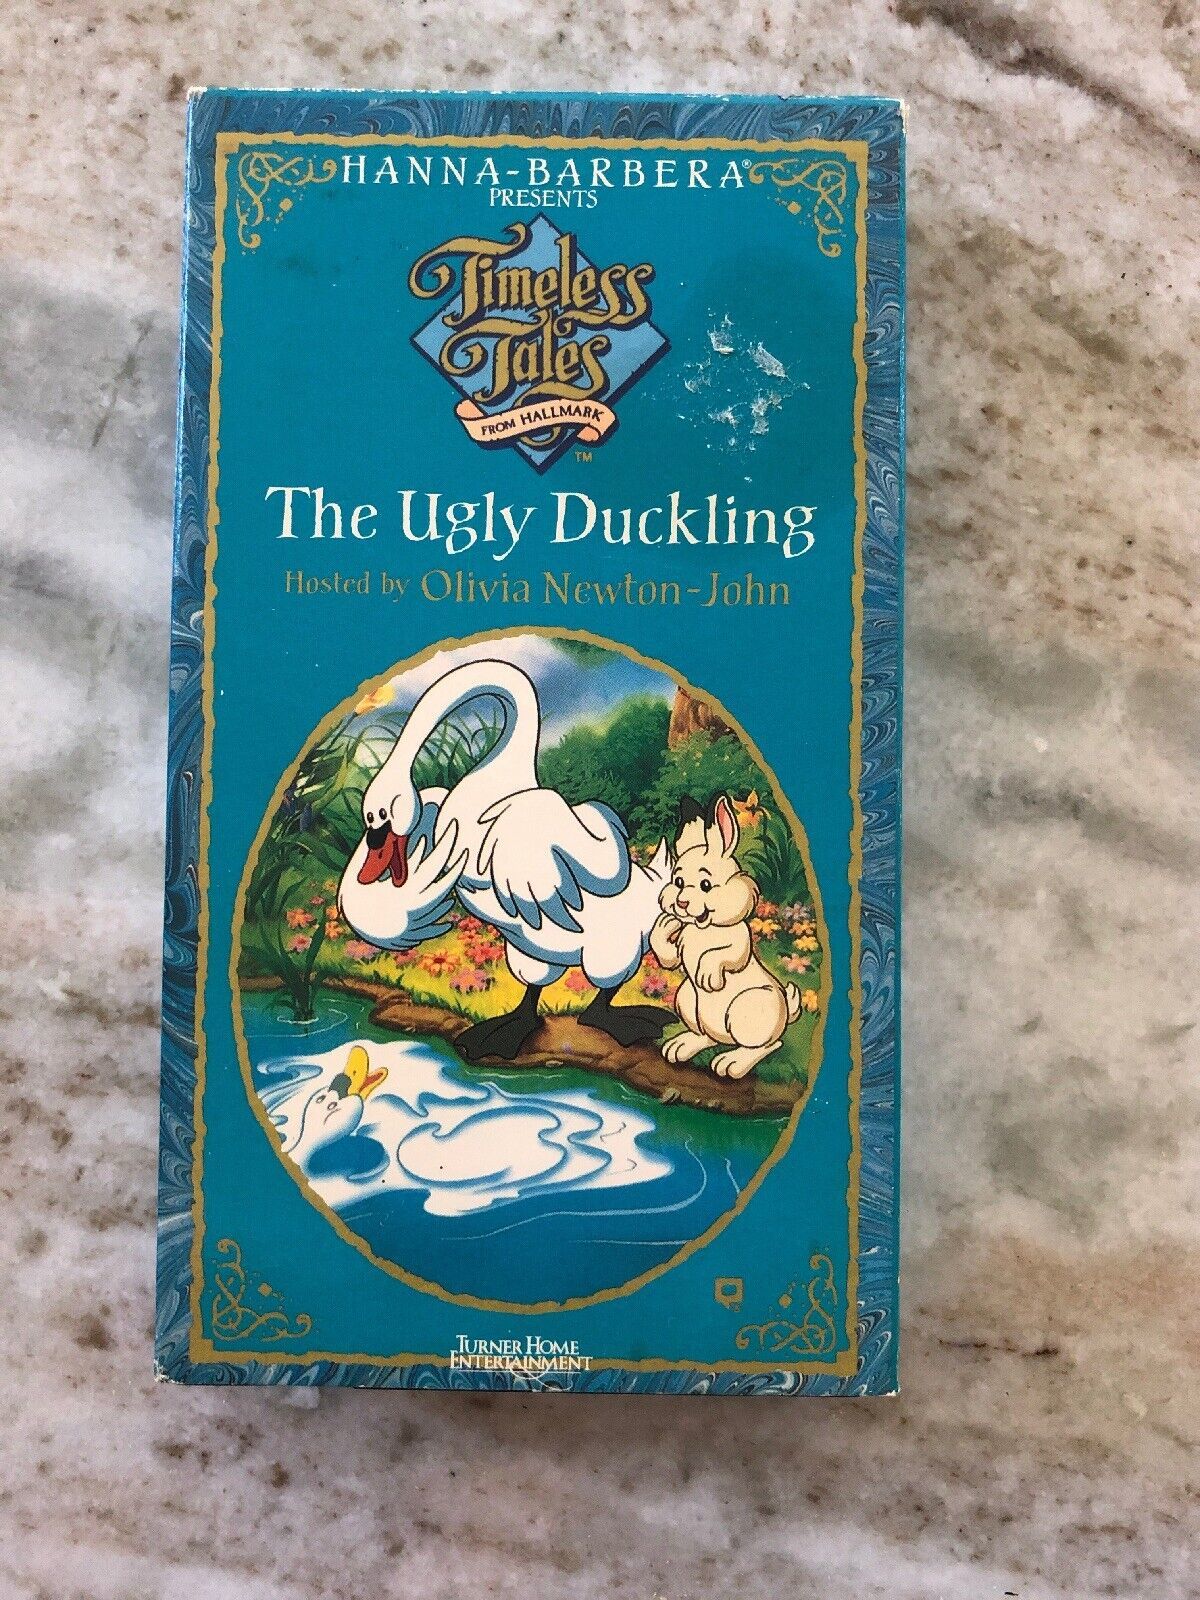 HANNA-BARBERA®
PRESENTS
Timeless
Tales
FROM HALLMARK
TM
The Ugly Duckling
Hosted by Olivia Newton-John
TURNER HOME
ENTERTAINMENT